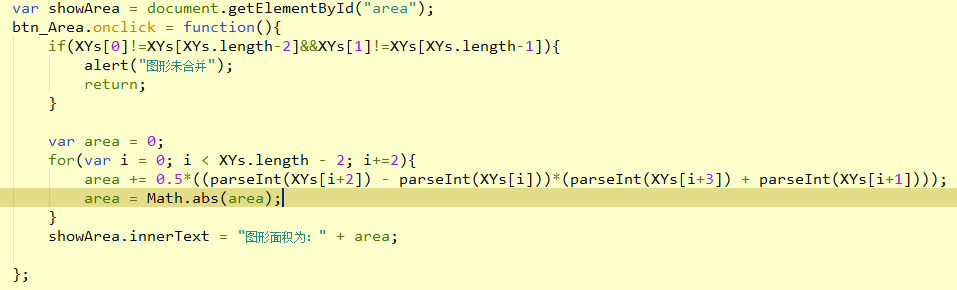 var showArea = document.getElementById("area");
btn_Area.onclick = function(){
if(XYs[0]!=XYs[XYs.length-2]&&XYs[1]!=XYs[XYs.length-1]){
alert("图形未合并");
return;
}
var area = 0;
for(var i = 0; i < XYs.length - 2; i+=2){
area += 0.5*((parseInt(XYs[i+2]) - parseInt(XYs[i]))*(parseInt(XYs[i+3]) + parseInt(XYs[i+1])));
area = Math.abs(area);
}
showArea.innerText = "图形面积为：" + area;
};